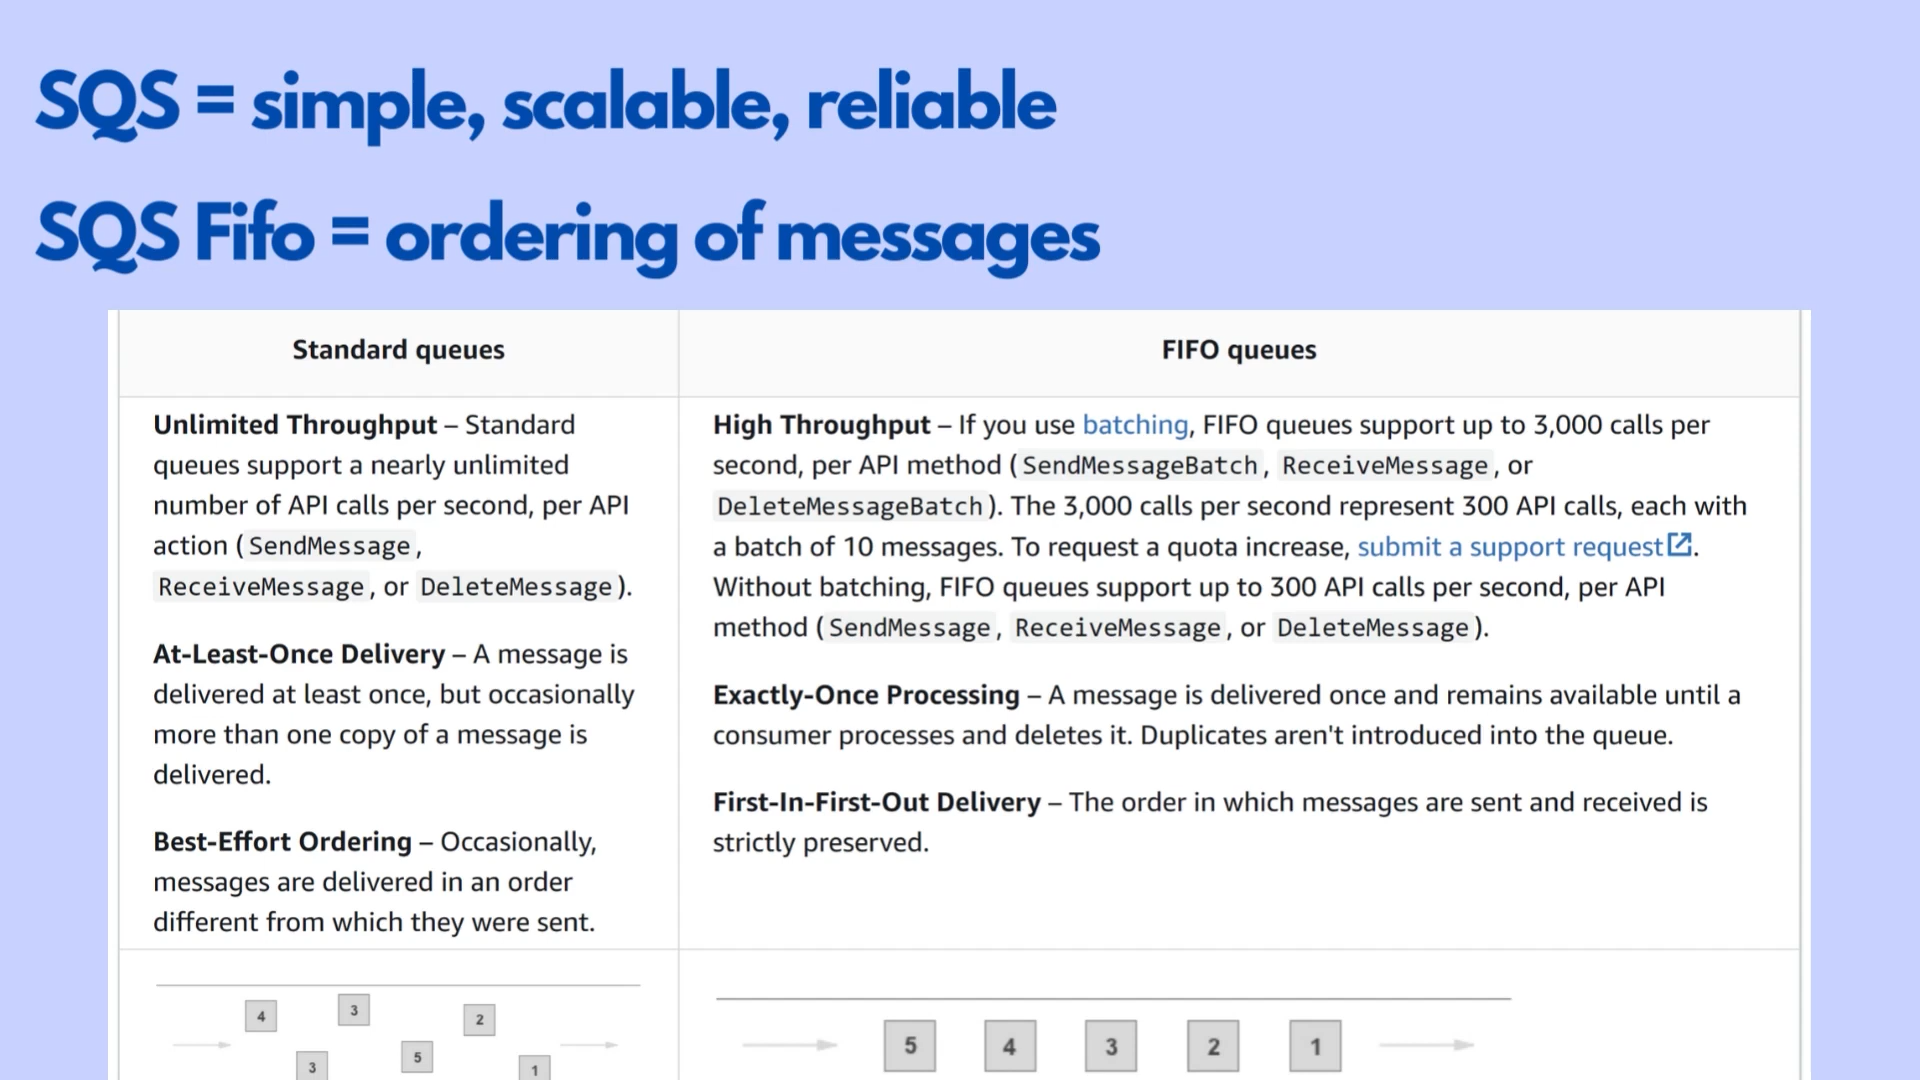 SQS = simple, scalable, reliable
SQS Fifo = ordering of messages
Standard queues
FIFO queues
Unlimited Throughput – Standard
queues support a nearly unlimited
number of API calls per second, per API
action (SendMessage,
ReceiveMessage, or DeleteMessage).
At-Least-Once Delivery – A message is
delivered at least once, but occasionally
more than one copy of a message is
delivered.
Best-Effort Ordering – Occasionally,
messages are delivered in an order
different from which they were sent.
High Throughput – If you use batching, FIFO queues support up to 3,000 calls per
second, per API method (SendMessageBatch, ReceiveMessage, or
DeleteMessageBatch). The 3,000 calls per second represent 300 API calls, each with
a batch of 10 messages. To request a quota increase, submit a support request.
Without batching, FIFO queues support up to 300 API calls per second, per API
method (SendMessage, ReceiveMessage, or DeleteMessage).
Exactly-Once Processing – A message is delivered once and remains available until a
consumer processes and deletes it. Duplicates aren't introduced into the queue.
First-In-First-Out Delivery – The order in which messages are sent and received is
strictly preserved.
4 3 2
3 5 1
5 4 3 2 1